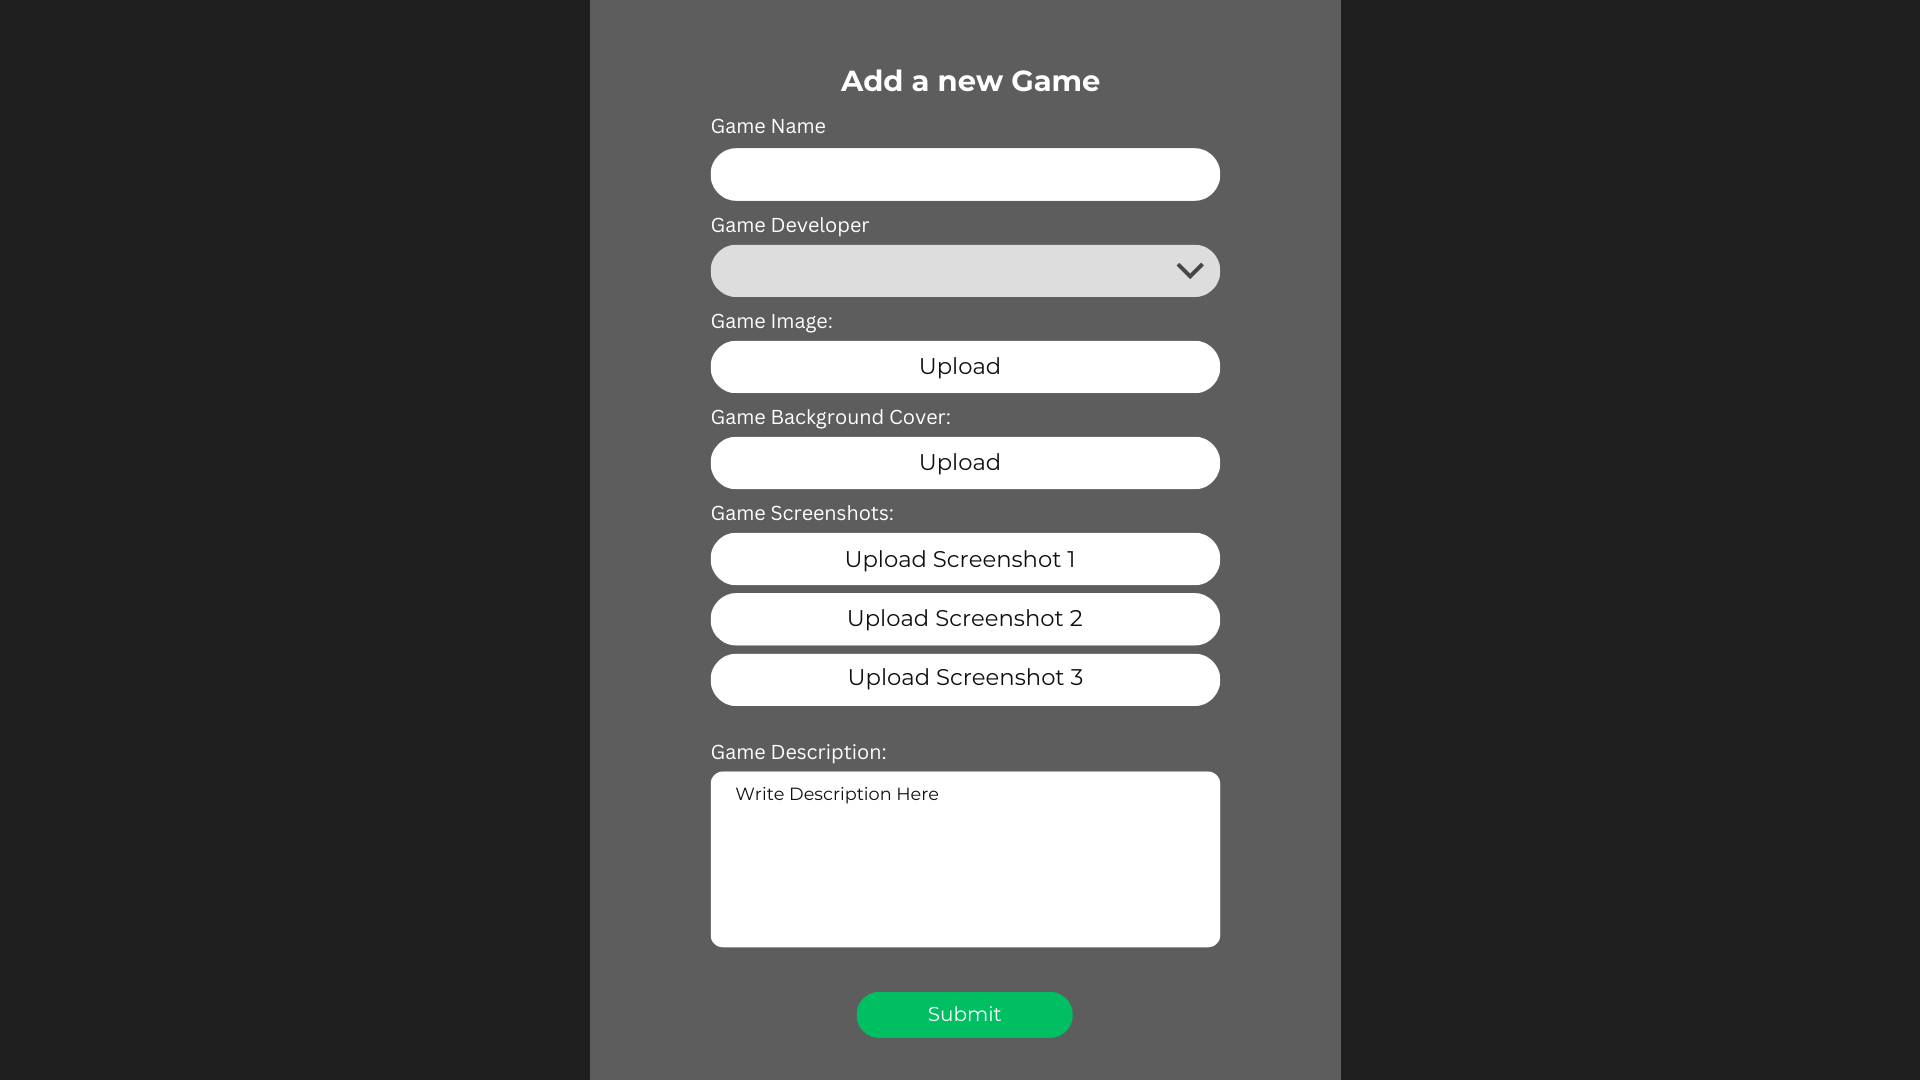 Add a new Game
Game Name
Game Developer
Game Image:
Upload
Game Background Cover:
Upload
Game Screenshots:
Upload Screenshot 1
Upload Screenshot 2
Upload Screenshot 3
Game Description:
Write Description Here
Submit